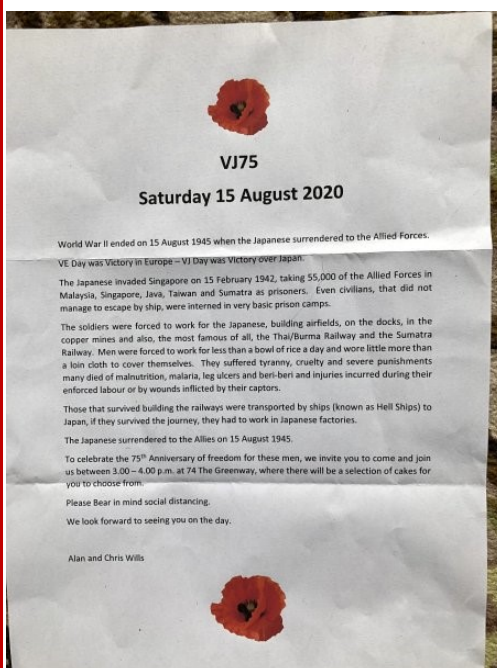 VJ75
Saturday 15 August 2020
World War II ended on 15 August 1945 when the Japanese surrendered to the Allied Forces.
VE Day was Victory in Europe – VJ Day was Victory over Japan.
The Japanese invaded Singapore on 15 February 1942, taking 55,000 of the Allied Forces in
Malaysia, Singapore, Java, Taiwan and Sumatra as prisoners. Even civilians, that did not
manage to escape by ship, were interned in very basic prison camps.
The soldiers were forced to work for the Japanese, building airfields, on the docks, in the
copper mines and also, the most famous of all, the Thai/Burma Railway and the Sumatra
Railway. Men were forced to work for less than a bowl of rice a day and wore little more than
a loin cloth to cover themselves. They suffered tyranny, cruelty and severe punishments
many died of malnutrition, malaria, leg ulcers and beri-beri and injuries incurred during their
enforced labour or by wounds inflicted by their captors.
Those that survived building the railways were transported by ships (known as Hell Ships) to
Japan, if they survived the journey, they had to work in Japanese factories.
The Japanese surrendered to the Allies on 15 August 1945.
To celebrate the 75th Anniversary of freedom for these men, we invite you to come and join
us between 3.00 – 4.00 p.m. at 74 The Greenway, where there will be a selection of cakes for
you to choose from.
Please Bear in mind social distancing.
We look forward to seeing you on the day.
Alan and Chris Wills